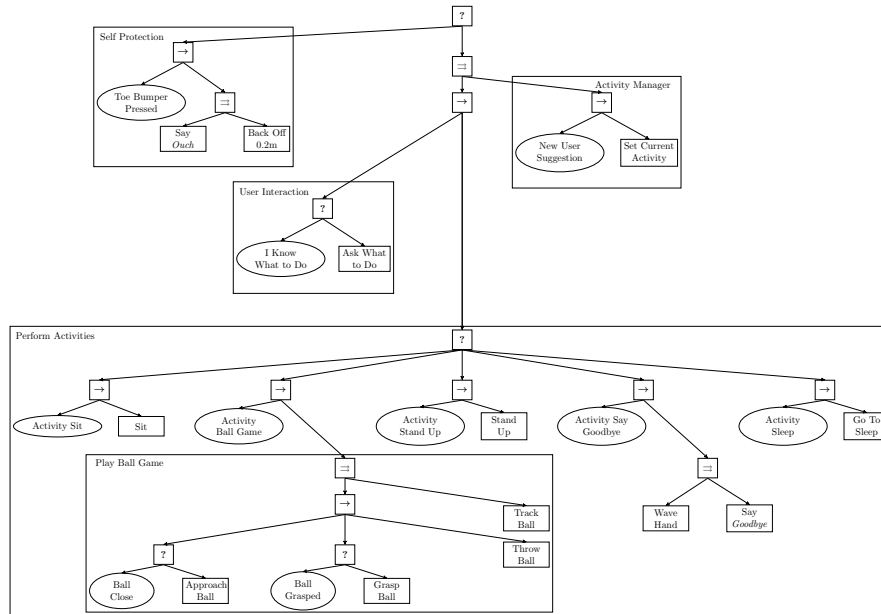 ?
Self Protection
→
⇉
Activity Manager
→
→
Toe Bumper
Pressed
⇉
Say
Ouch
Back Off
0.2m
New User
Suggestion
Set Current
Activity
User Interaction
?
I Know
What to Do
Ask What
to Do
Perform Activities
?
→
→
→
→
→
Activity Sit
Sit
Activity
Ball Game
Activity
Stand Up
Stand
Up
Activity Say
Goodbye
Activity
Sleep
Go To
Sleep
Play Ball Game
⇉
⇉
→
Track
Ball
Wave
Hand
Say
Goodbye
?
?
Throw
Ball
Ball
Close
Approach
Ball
Ball
Grasped
Grasp
Ball